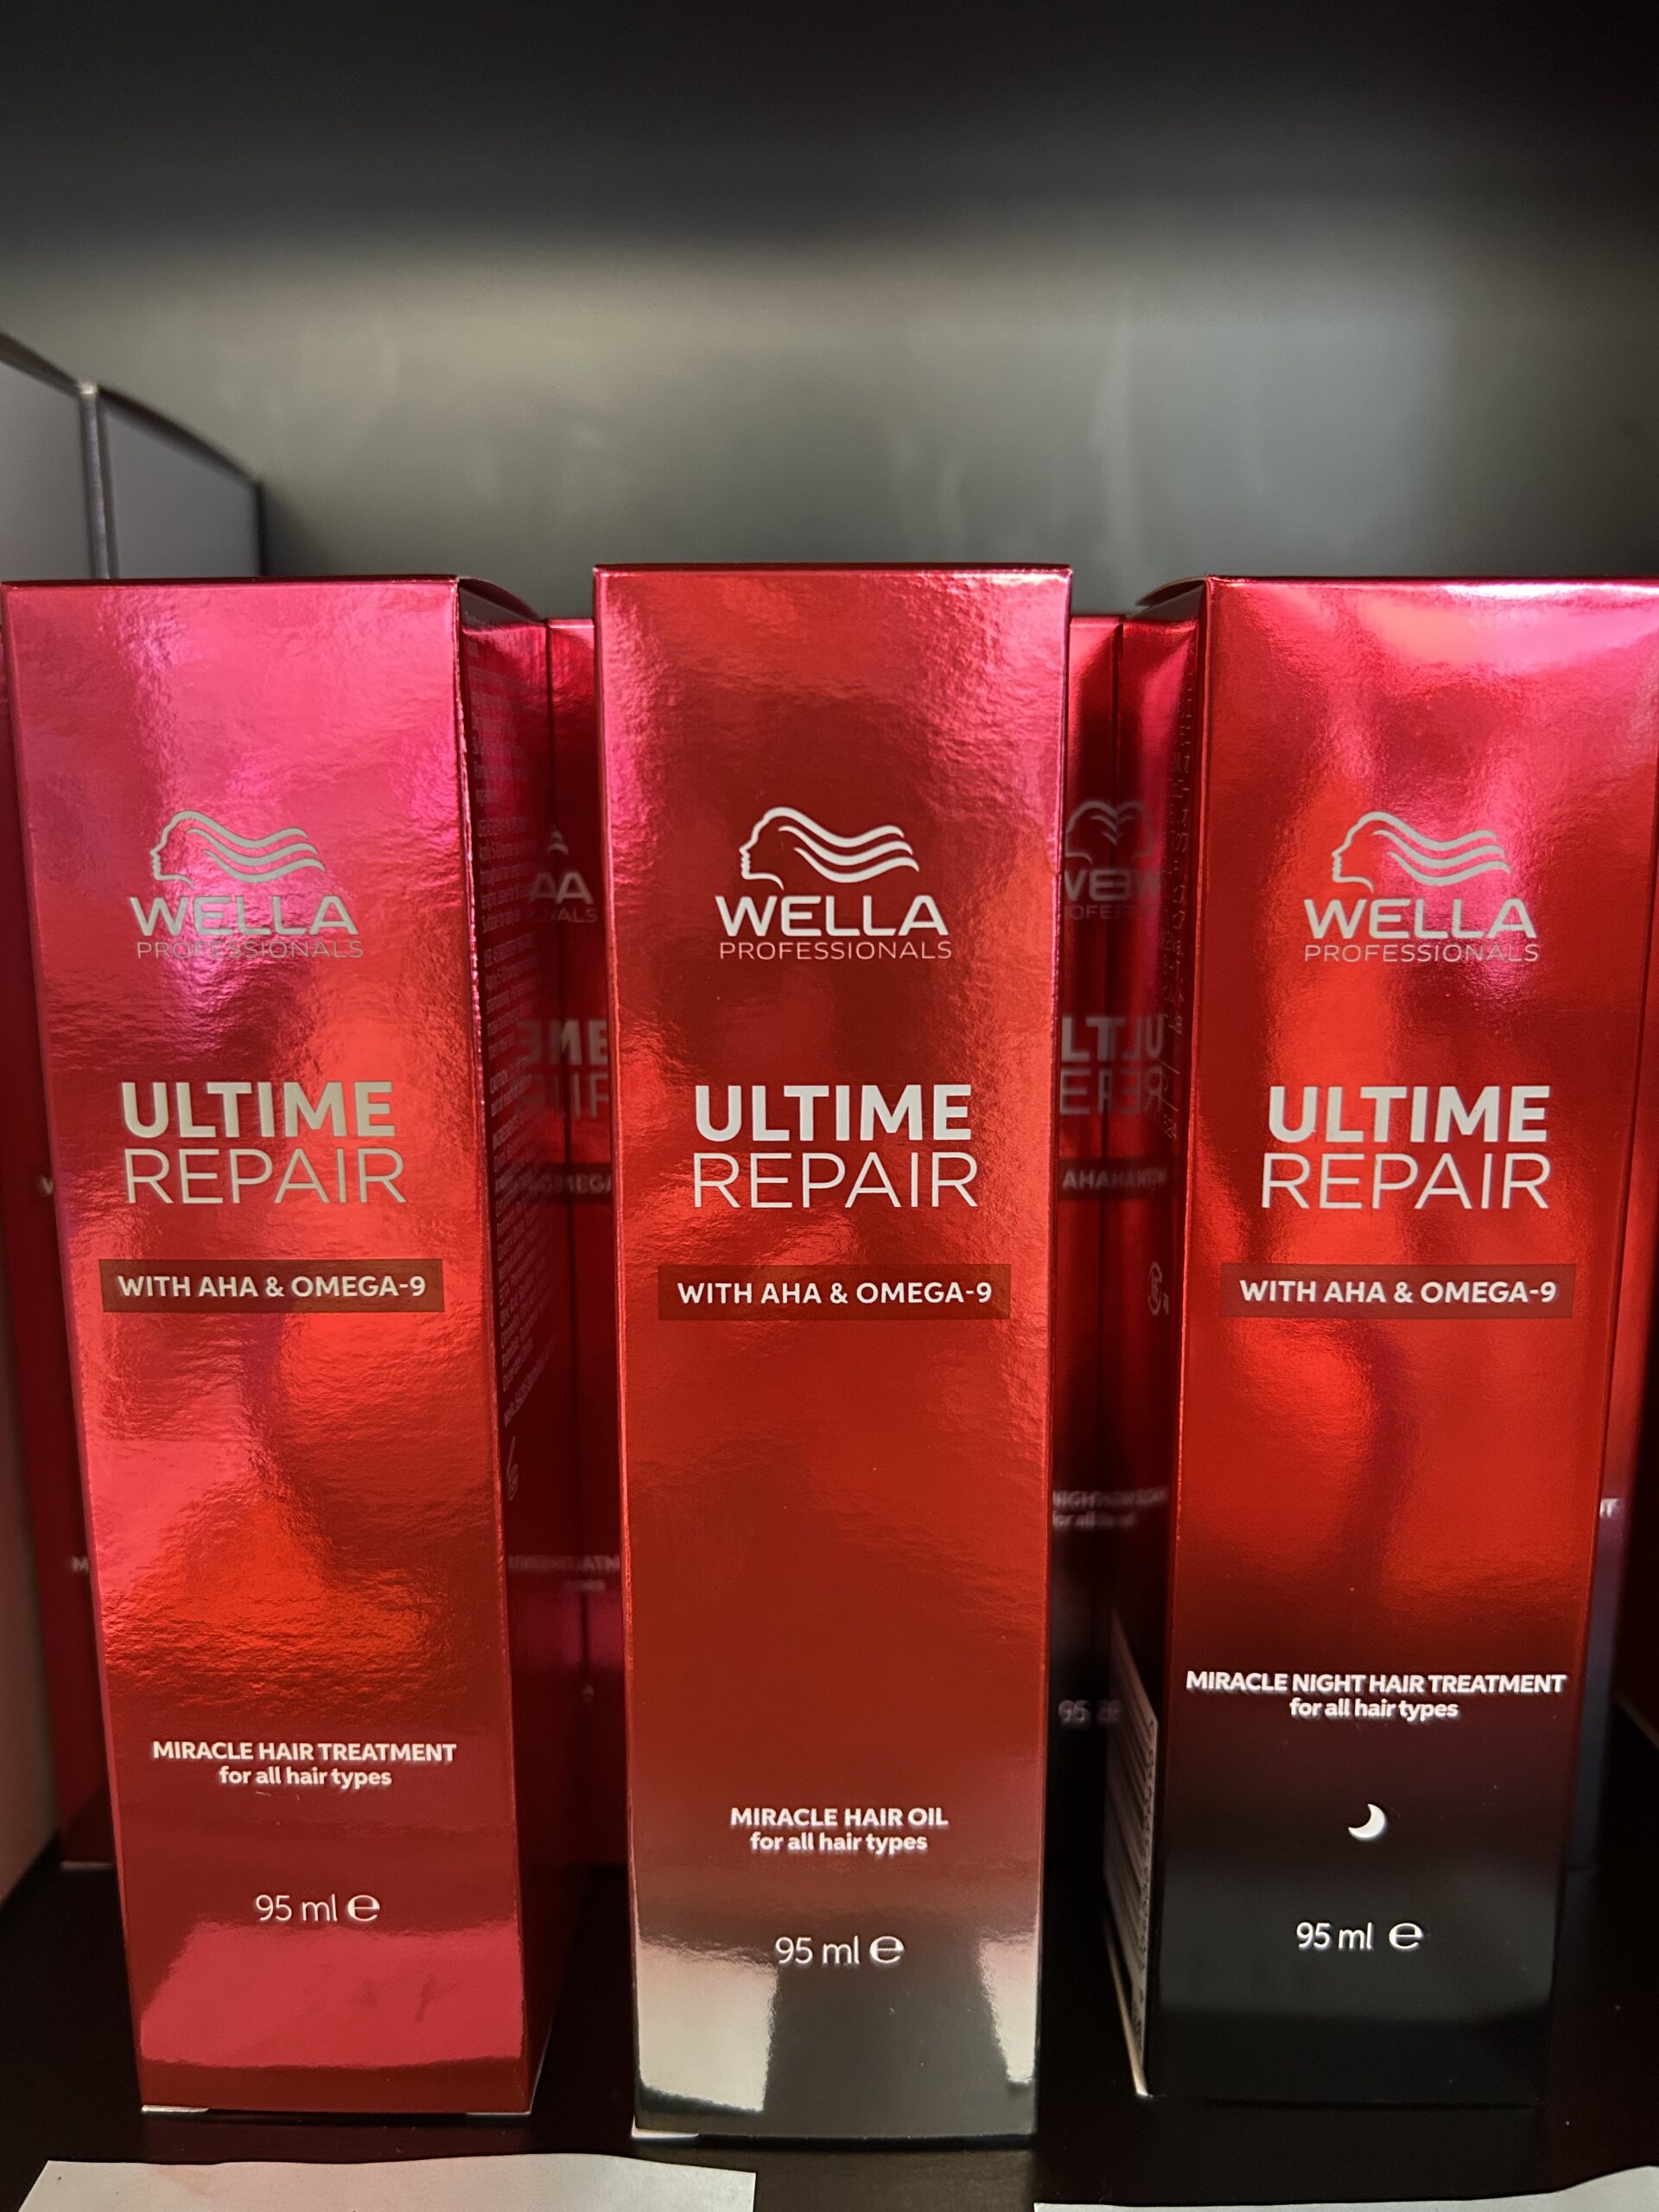 WELLA
PROFESSIONALS
ULTIME
REPAIR
WITH AHA & OMEGA-9
MIRACLE HAIR TREATMENT
for all hair types
95 ml ℮
WELLA
PROFESSIONALS
ULTIME
REPAIR
WITH AHA & OMEGA-9
MIRACLE HAIR OIL
for all hair types
95 ml ℮
WELLA
PROFESSIONALS
ULTIME
REPAIR
WITH AHA & OMEGA-9
MIRACLE NIGHT HAIR TREATMENT
for all hair types
95 ml ℮